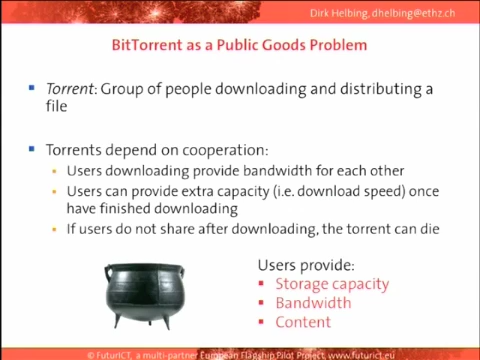 Dirk Helbing, dhelbing@ethz.ch
BitTorrent as a Public Goods Problem
Torrent: Group of people downloading and distributing a
file
Torrents depend on cooperation:
Users downloading provide bandwidth for each other
Users can provide extra capacity (i.e. download speed) once
have finished downloading
If users do not share after downloading, the torrent can die
Users provide:
Storage capacity
Bandwidth
Content
© FuturICT, a multi-partner European Flagship Pilot Project, www.futurict.eu